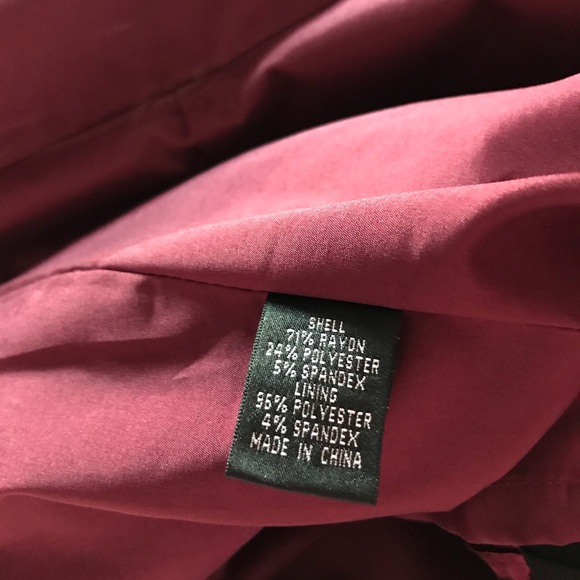 SHELL
71% RAYON
24% POLYESTER
5% SPANDEX
LINING
96% POLYESTER
4% SPANDEX
MADE IN CHINA